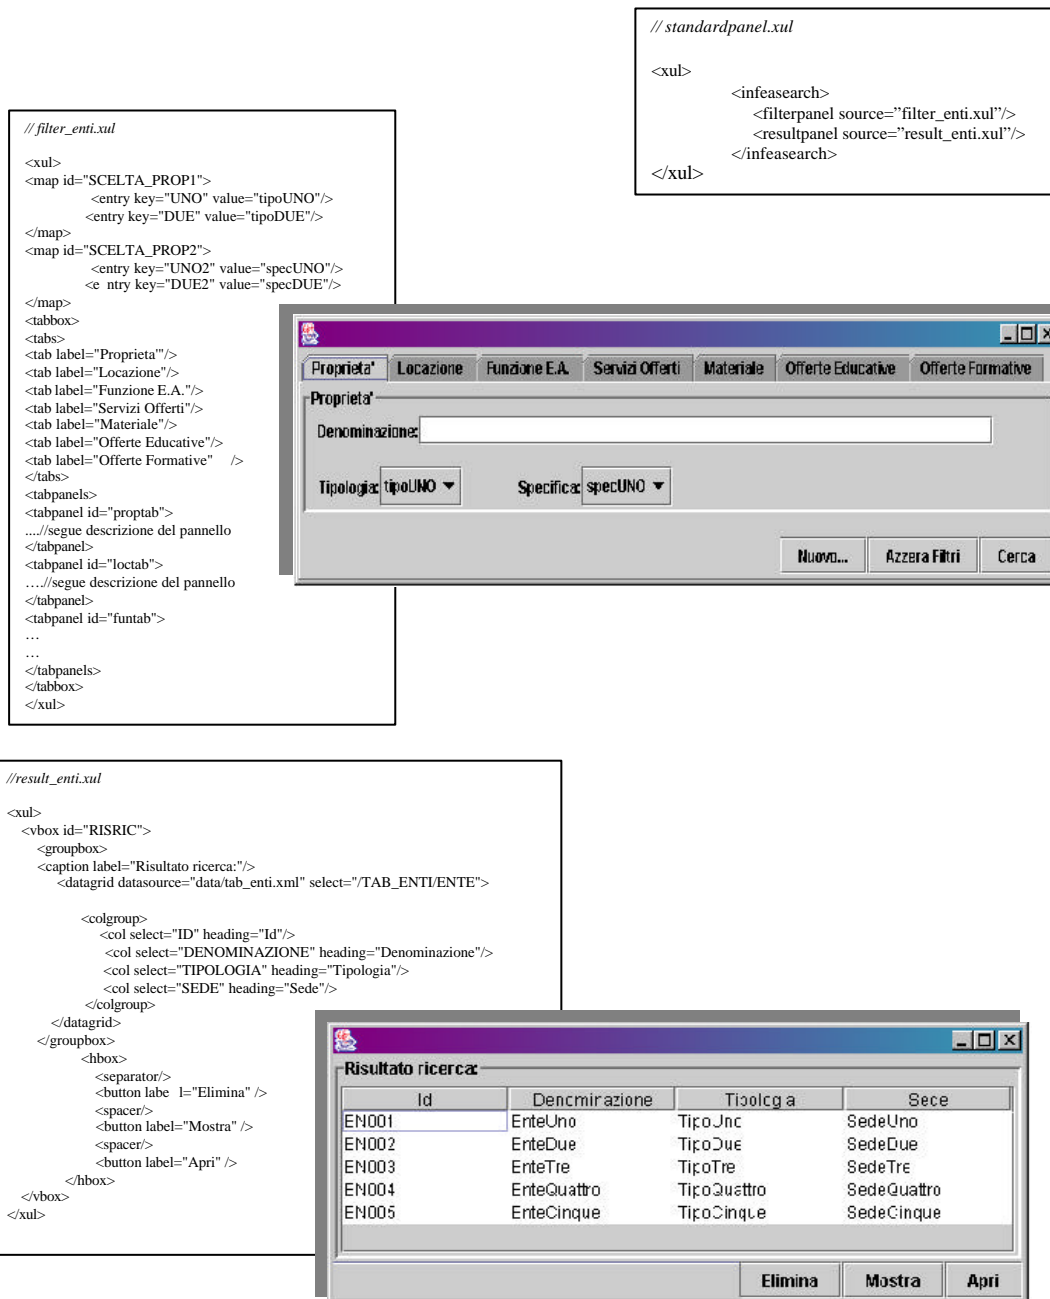 // standardpanel.xul
<xul>
<infeasearch>
<filterpanel source=”filter_enti.xul”/>
<resultpanel source=”result_enti.xul”/>
</infeasearch>
</xul>
// filter_enti.xul
<xul>
<map id="SCELTA_PROP1">
<entry key="UNO" value="tipoUNO"/>
<entry key="DUE" value="tipoDUE"/>
</map>
<map id="SCELTA_PROP2">
<entry key="UNO2" value="specUNO"/>
<e ntry key="DUE2" value="specDUE"/>
</map>
<tabbox>
<tabs>
<tab label="Proprieta'"/>
<tab label="Locazione"/>
<tab label="Funzione E.A."/>
<tab label="Servizi Offerti"/>
<tab label="Materiale"/>
<tab label="Offerte Educative"/>
<tab label="Offerte Formative" />
</tabs>
<tabpanels>
<tabpanel id="proptab">
....//segue descrizione del pannello
</tabpanel>
<tabpanel id="loctab">
….//segue descrizione del pannello
</tabpanel>
<tabpanel id="funtab">
…
…
</tabpanels>
</tabbox>
</xul>
Proprieta' Locazione Funzione E.A. Servizi Offerti Materiale Offerte Educative Offerte Formative
Proprieta'
Denominazione:
Tipologia: tipoUNO Specifica: specUNO
Nuovo... Azzera Filtri Cerca
//result_enti.xul
<xul>
<vbox id="RISRIC">
<groupbox>
<caption label="Risultato ricerca:"/>
<datagrid datasource="data/tab_enti.xml" select="/TAB_ENTI/ENTE">
<colgroup>
<col select="ID" heading="Id"/>
<col select="DENOMINAZIONE" heading="Denominazione"/>
<col select="TIPOLOGIA" heading="Tipologia"/>
<col select="SEDE" heading="Sede"/>
</colgroup>
</datagrid>
</groupbox>
<hbox>
<separator/>
<button labe l="Elimina" />
<spacer/>
<button label="Mostra" />
<spacer/>
<button label="Apri" />
</hbox>
</vbox>
</xul>
Risultato ricerca:
Id Denominazione Tipologia Sede
EN001 EnteUno TipoUno SedeUno
EN002 EnteDue TipoDue SedeDue
EN003 EnteTre TipoTre SedeTre
EN004 EnteQuattro TipoQuattro SedeQuattro
EN005 EnteCinque TipoCinque SedeCinque
Elimina Mostra Apri